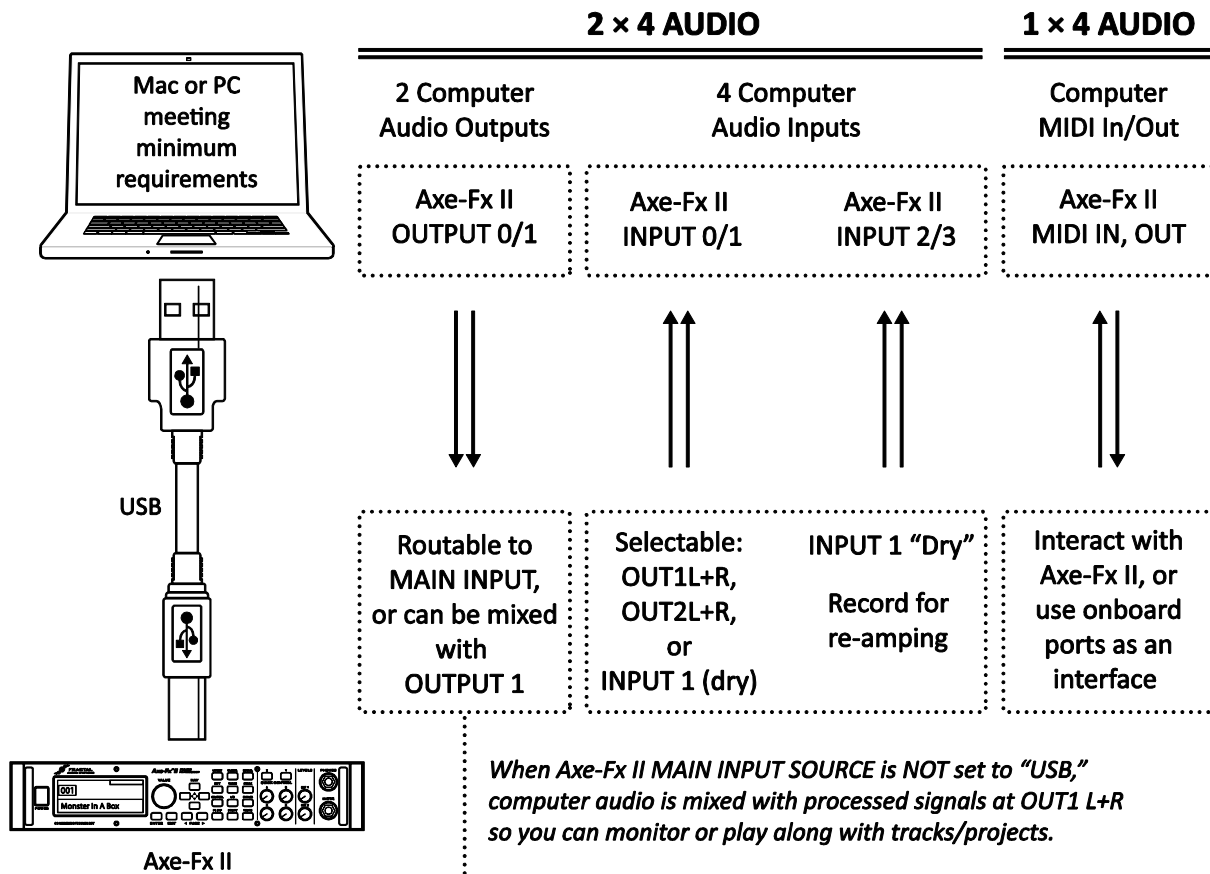 2 × 4 AUDIO
1 × 4 AUDIO
Mac or PC
meeting
minimum
requirements
2 Computer
Audio Outputs
4 Computer
Audio Inputs
Computer
MIDI In/Out
Axe-Fx II
OUTPUT 0/1
Axe-Fx II
INPUT 0/1
Axe-Fx II
INPUT 2/3
Axe-Fx II
MIDI IN, OUT
USB
Routable to
MAIN INPUT,
or can be mixed
with
OUTPUT 1
Selectable:
OUT1L+R,
OUT2L+R,
or
INPUT 1 (dry)
INPUT 1 “Dry”
Record for
re-amping
Interact with
Axe-Fx II, or
use onboard
ports as an
interface
When Axe-Fx II MAIN INPUT SOURCE is NOT set to “USB,”
computer audio is mixed with processed signals at OUT1 L+R
so you can monitor or play along with tracks/projects.
FRACTAL
001
Monster In A Box
POWER
VALUE
Axe-Fx II